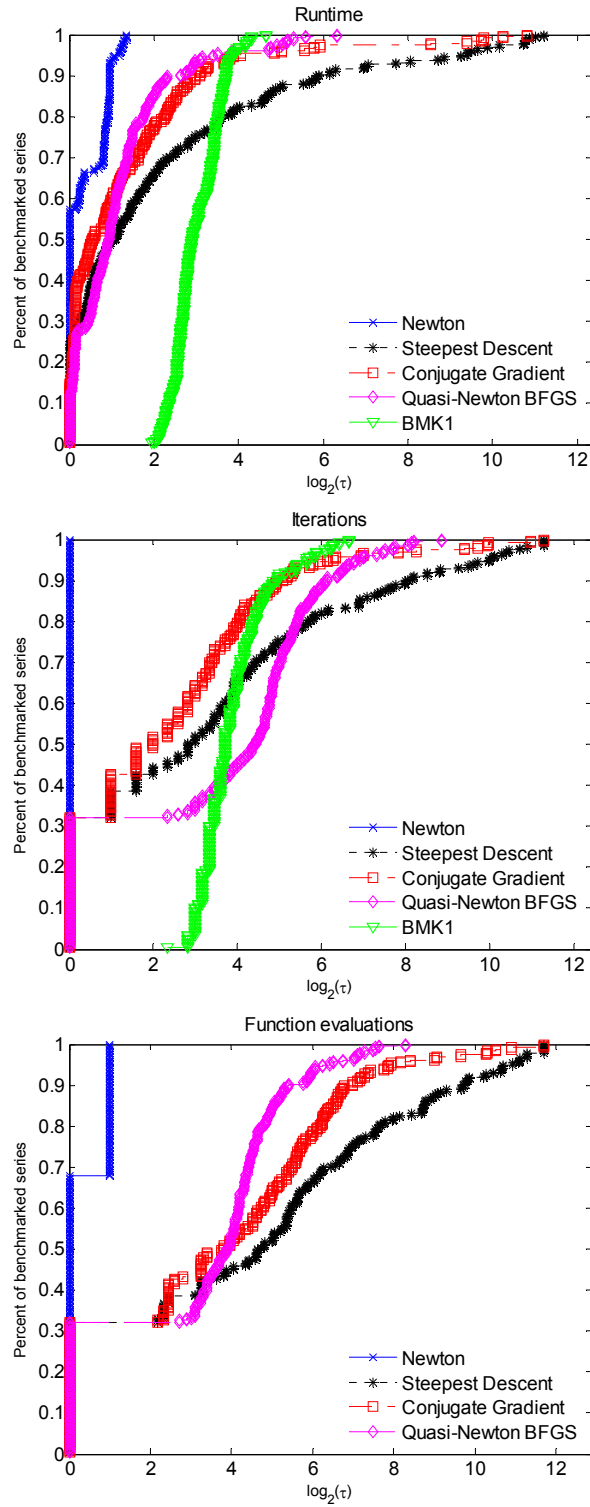 Runtime
1
0.9
0.8
0.7
0.6
0.5
0.4
0.3
0.2
0.1
0
Percent of benchmarked series
Newton
Steepest Descent
Conjugate Gradient
Quasi-Newton BFGS
BMK1
0 2 4 6 8 10 12
log2(τ)
Iterations
1
0.9
0.8
0.7
0.6
0.5
0.4
0.3
0.2
0.1
0
Percent of benchmarked series
Newton
Steepest Descent
Conjugate Gradient
Quasi-Newton BFGS
BMK1
0 2 4 6 8 10 12
log2(τ)
Function evaluations
1
0.9
0.8
0.7
0.6
0.5
0.4
0.3
0.2
0.1
0
Percent of benchmarked series
Newton
Steepest Descent
Conjugate Gradient
Quasi-Newton BFGS
0 2 4 6 8 10 12
log2(τ)